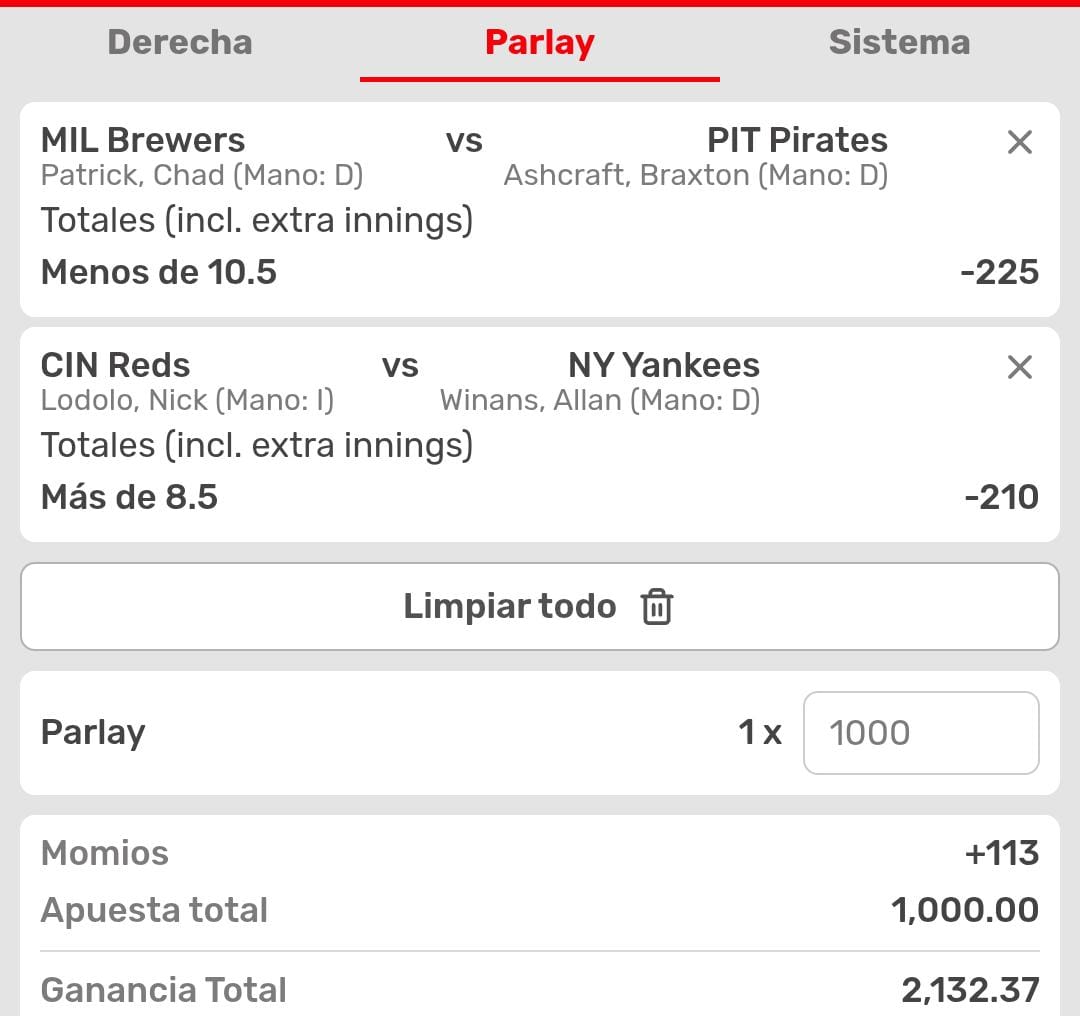 Derecha Parlay Sistema
MIL Brewers vs PIT Pirates
Patrick, Chad (Mano: D) Ashcraft, Braxton (Mano: D)
Totales (incl. extra innings)
Menos de 10.5 -225
CIN Reds vs NY Yankees
Lodolo, Nick (Mano: I) Winans, Allan (Mano: D)
Totales (incl. extra innings)
Más de 8.5 -210
Limpiar todo
Parlay 1 x 1000
Momios +113
Apuesta total 1,000.00
Ganancia Total 2,132.37